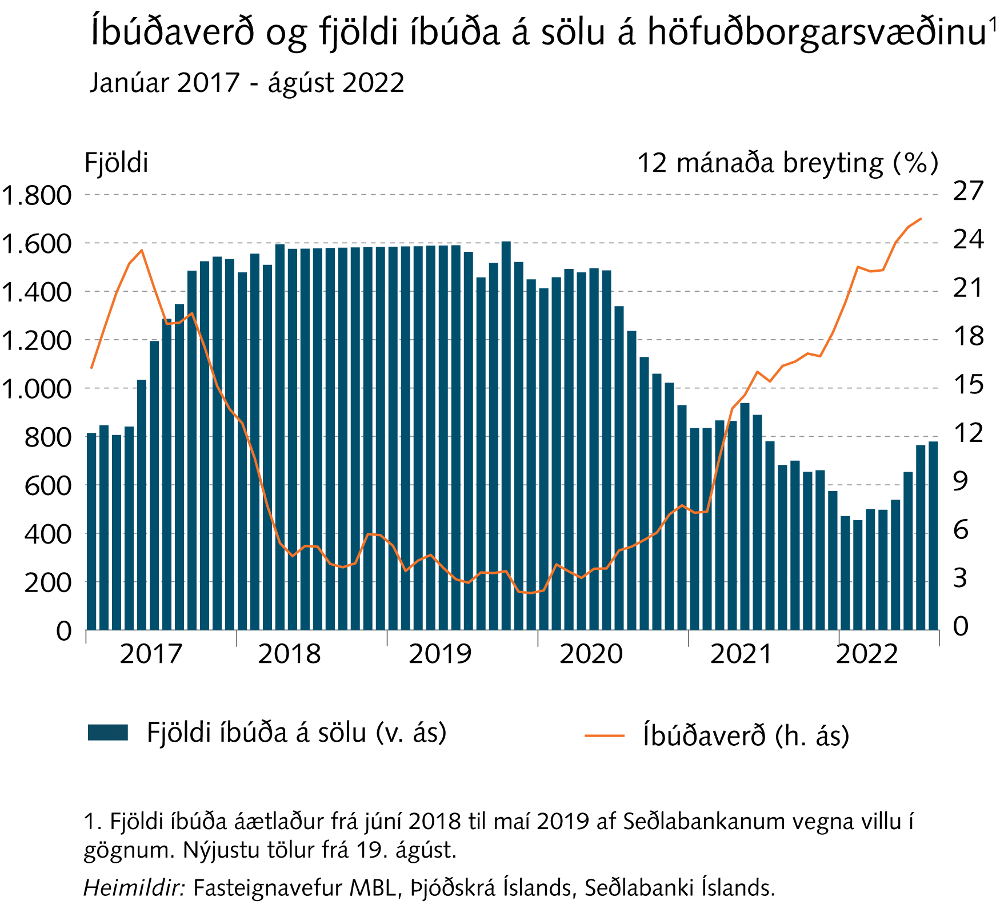 Íbúðaverð og fjöldi íbúða á sölu á höfuðborgarsvæðinu¹
Janúar 2017 - ágúst 2022
Fjöldi
12 mánaða breyting (%)
1.800
27
1.600
24
1.400
21
1.200
18
1.000
15
800
12
600
9
400
6
200
3
0
0
2017
2018
2019
2020
2021
2022
Fjöldi íbúða á sölu (v. ás)
Íbúðaverð (h. ás)
1. Fjöldi íbúða áætlaður frá júní 2018 til maí 2019 af Seðlabankanum vegna villu í
gögnum. Nýjustu tölur frá 19. ágúst.
Heimildir: Fasteignavefur MBL, Þjóðskrá Íslands, Seðlabanki Íslands.